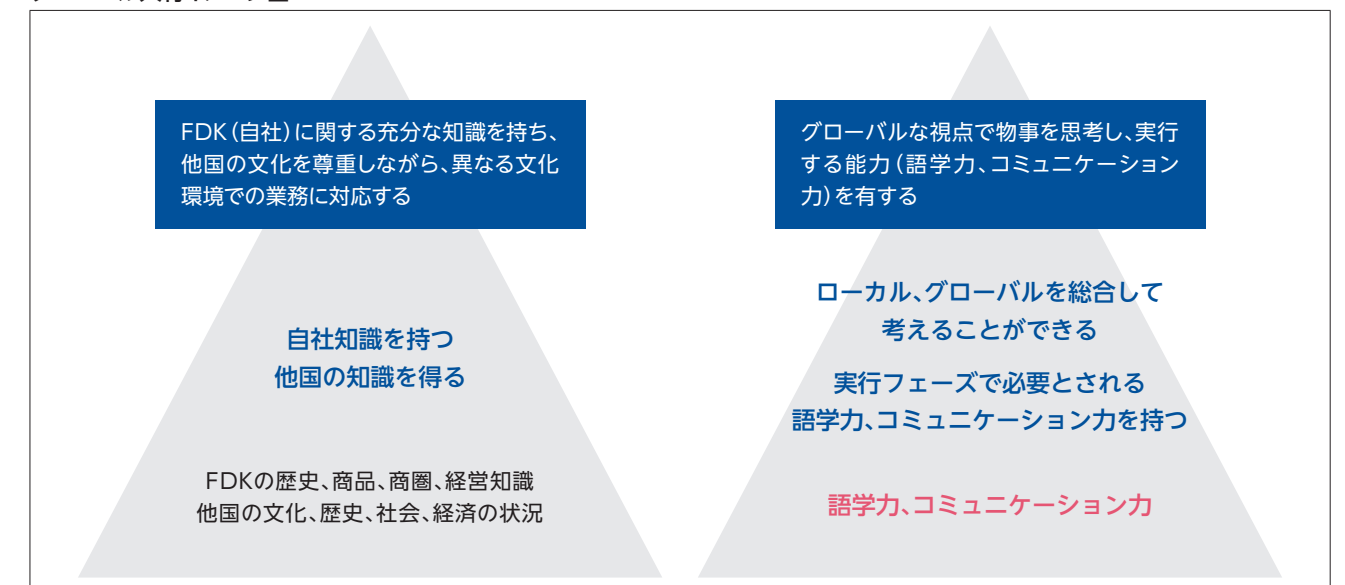 FDK（自社）に関する充分な知識を持ち、
他国の文化を尊重しながら、異なる文化
環境での業務に対応する
自社知識を持つ
他国の知識を得る
FDKの歴史、商品、商圏、経営知識
他国の文化、歴史、社会、経済の状況
グローバルな視点で物事を思考し、実行
する能力（語学力、コミュニケーション
力）を有する
ローカル、グローバルを総合して
考えることができる
実行フェーズで必要とされる
語学力、コミュニケーション力を持つ
語学力、コミュニケーション力